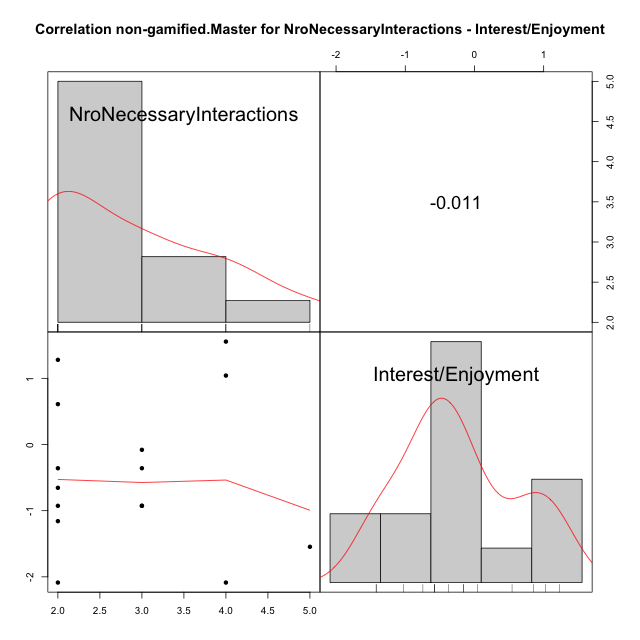 Correlation non-gamified.Master for NroNecessaryInteractions - Interest/Enjoyment
-2 -1 0 1
NroNecessaryInteractions
-0.011
5.0
4.5
4.0
3.5
3.0
2.5
2.0
Interest/Enjoyment
1
0
-1
-2
2.0 2.5 3.0 3.5 4.0 4.5 5.0